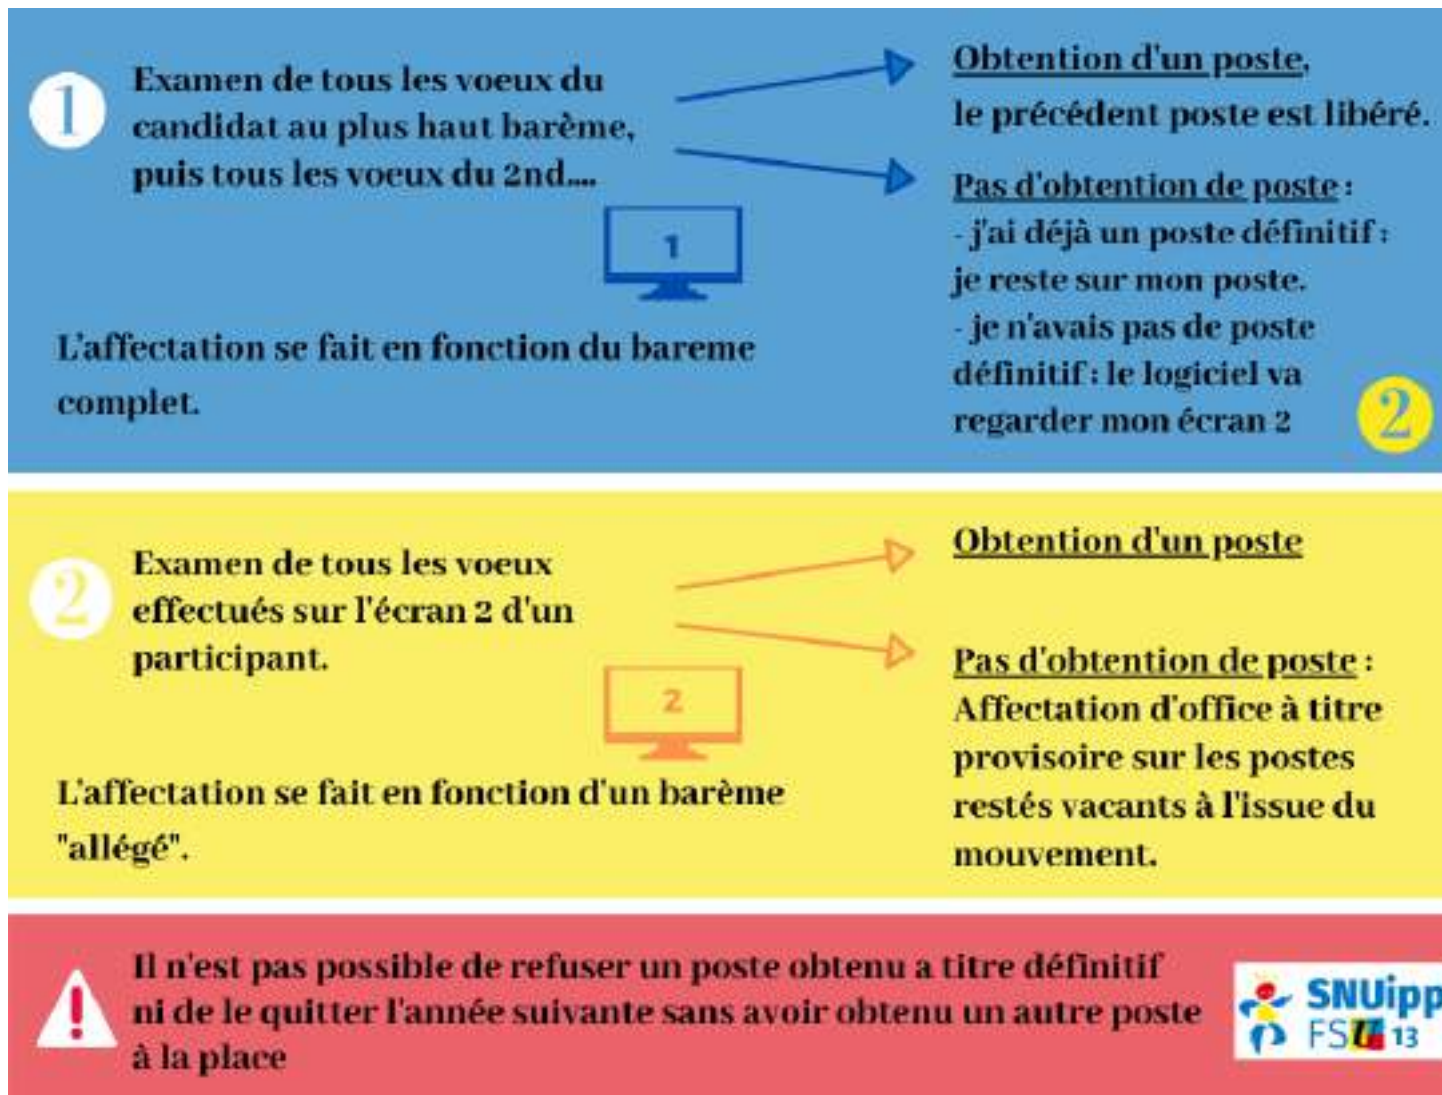 1
Examen de tous les voeux du
candidat au plus haut barème,
puis tous les voeux du 2nd....
1
L'affectation se fait en fonction du bareme
complet.
Obtention d'un poste,
le précédent poste est libéré.
Pas d'obtention de poste :
- j'ai déjà un poste définitif :
je reste sur mon poste.
- je n'avais pas de poste
définitif : le logiciel va
regarder mon écran 2
2
2
Examen de tous les voeux
effectués sur l'écran 2 d'un
participant.
2
L'affectation se fait en fonction d'un barème
"allégé".
Obtention d'un poste
Pas d'obtention de poste :
Affectation d'office à titre
provisoire sur les postes
restés vacants à l'issue du
mouvement.
!
Il n'est pas possible de refuser un poste obtenu a titre définitif
ni de le quitter l'année suivante sans avoir obtenu un autre poste
à la place
SNUipp
FSU 13